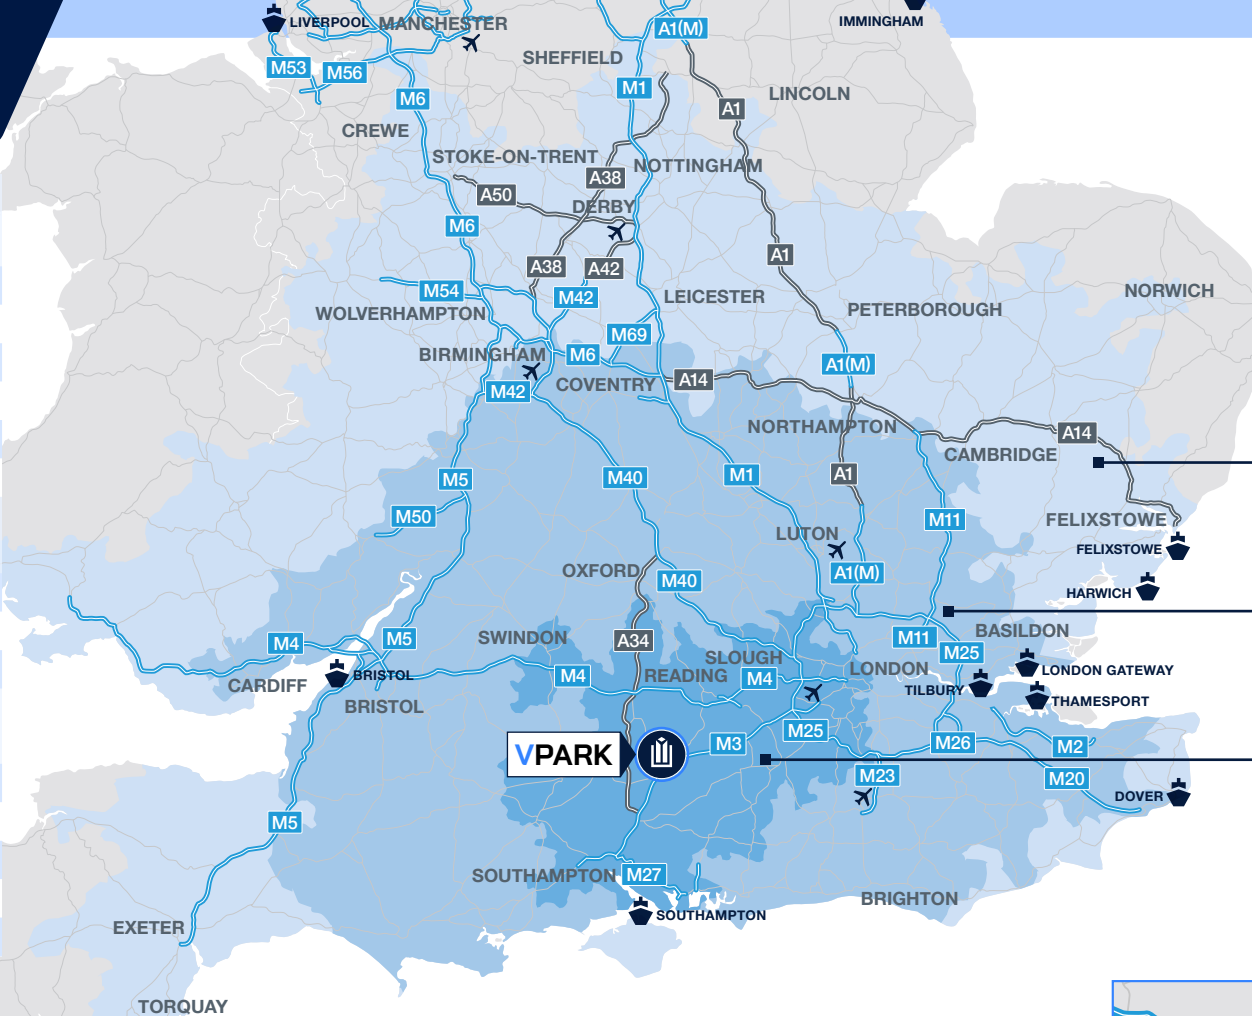 LIVERPOOL
MANCHESTER
IMMINGHAM
A1(M)
SHEFFIELD
M53
M56
M1
M6
LINCOLN
A1
CREWE
STOKE-ON-TRENT
NOTTINGHAM
A38
A50
DERBY
M6
A1
A38
A42
M54
M42
LEICESTER
NORWICH
WOLVERHAMPTON
PETERBOROUGH
M69
BIRMINGHAM
M6
A1(M)
COVENTRY
A14
M42
NORTHAMPTON
A14
CAMBRIDGE
M5
M40
M1
A1
M50
M11
FELIXSTOWE
LUTON
FELIXSTOWE
OXFORD
M40
A1(M)
HARWICH
M4
M5
SWINDON
A34
M11
BASILDON
M25
SLOUGH
LONDON
LONDON GATEWAY
BRISTOL
M4
READING
M4
CARDIFF
TILBURY
THAMESPORT
BRISTOL
M25
M3
M26
M2
VPARK
M23
M20
DOVER
M5
SOUTHAMPTON
M27
BRIGHTON
SOUTHAMPTON
EXETER
TORQUAY